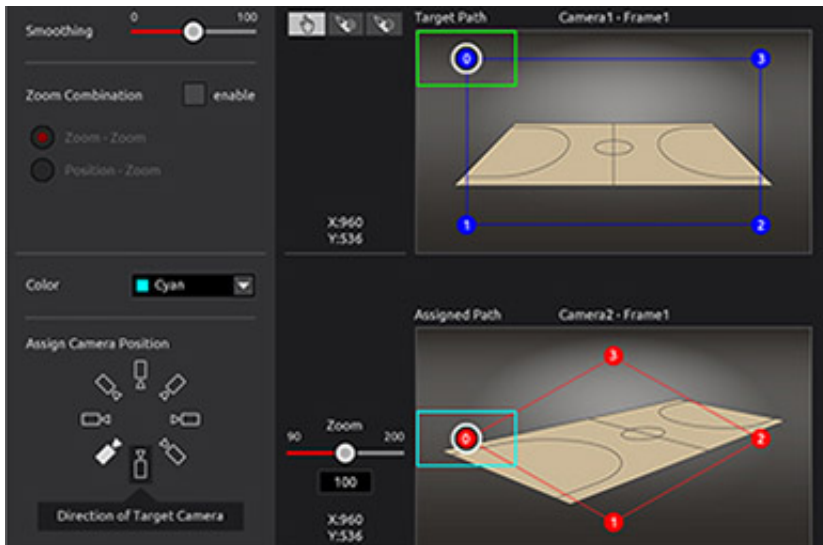 Smoothing
0
100
Zoom Combination
enable
Zoom - Zoom
Position - Zoom
Color
Cyan
Assign Camera Position
Direction of Target Camera
X:960
Y:536
Zoom
90
200
100
X:960
Y:536
Target Path
Camera1 - Frame1
0
3
1
2
Assigned Path
Camera2 - Frame1
3
0
2
1